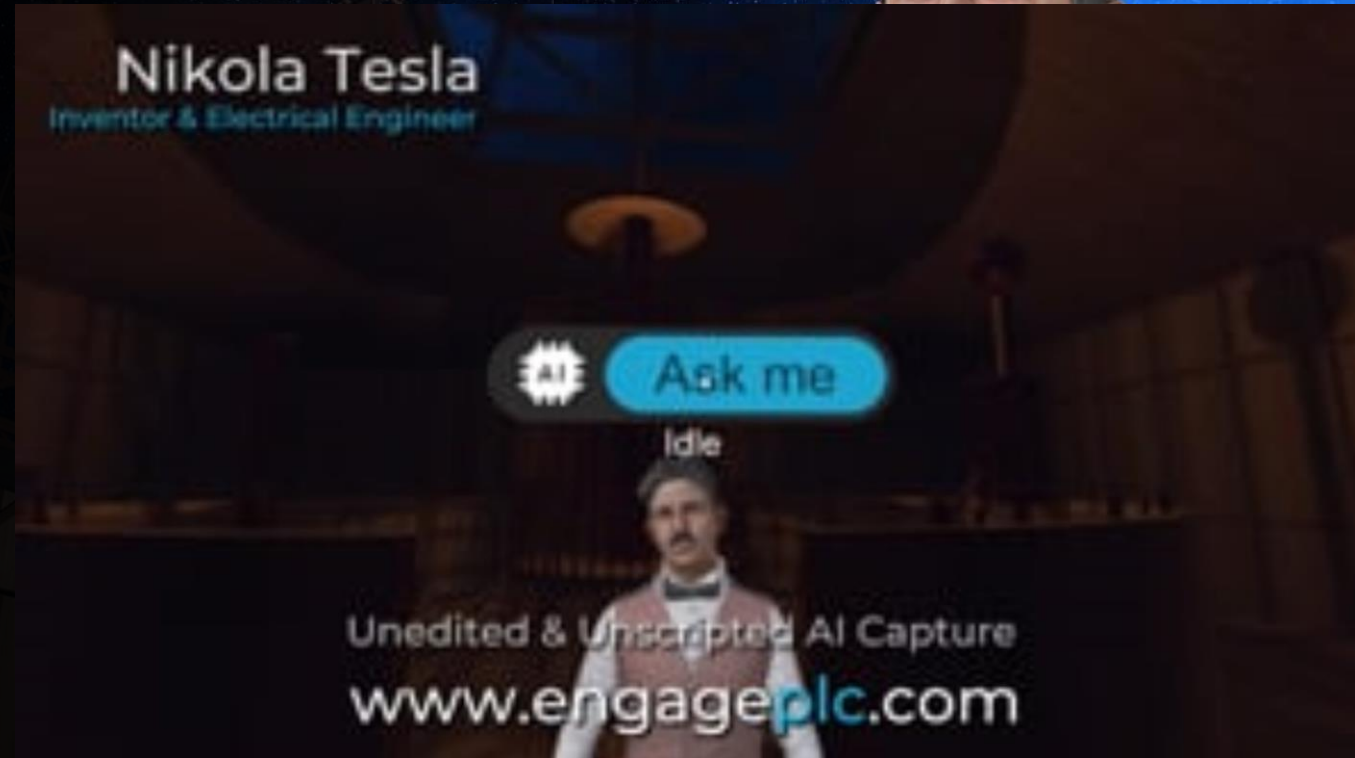 Nikola Tesla
Inventor & Electrical Engineer
AI
Ask me
Idle
Unedited & Unscripted AI Capture
www.engageplc.com